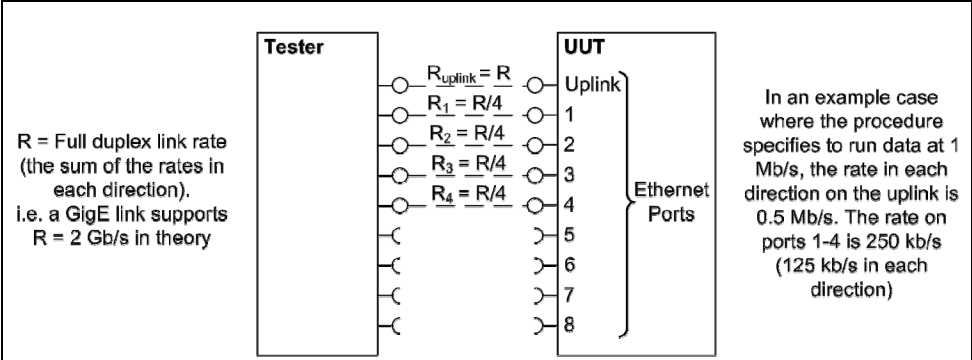 R = Full duplex link rate
(the sum of the rates in
each direction).
i.e. a GigE link supports
R = 2 Gb/s in theory
Tester
R_uplink = R
R_1 = R/4
R_2 = R/4
R_3 = R/4
R_4 = R/4
UUT
Uplink
1
2
3
4
5
6
7
8
Ethernet
Ports
In an example case
where the procedure
specifies to run data at 1
Mb/s, the rate in each
direction on the uplink is
0.5 Mb/s. The rate on
ports 1-4 is 250 kb/s
(125 kb/s in each
direction)